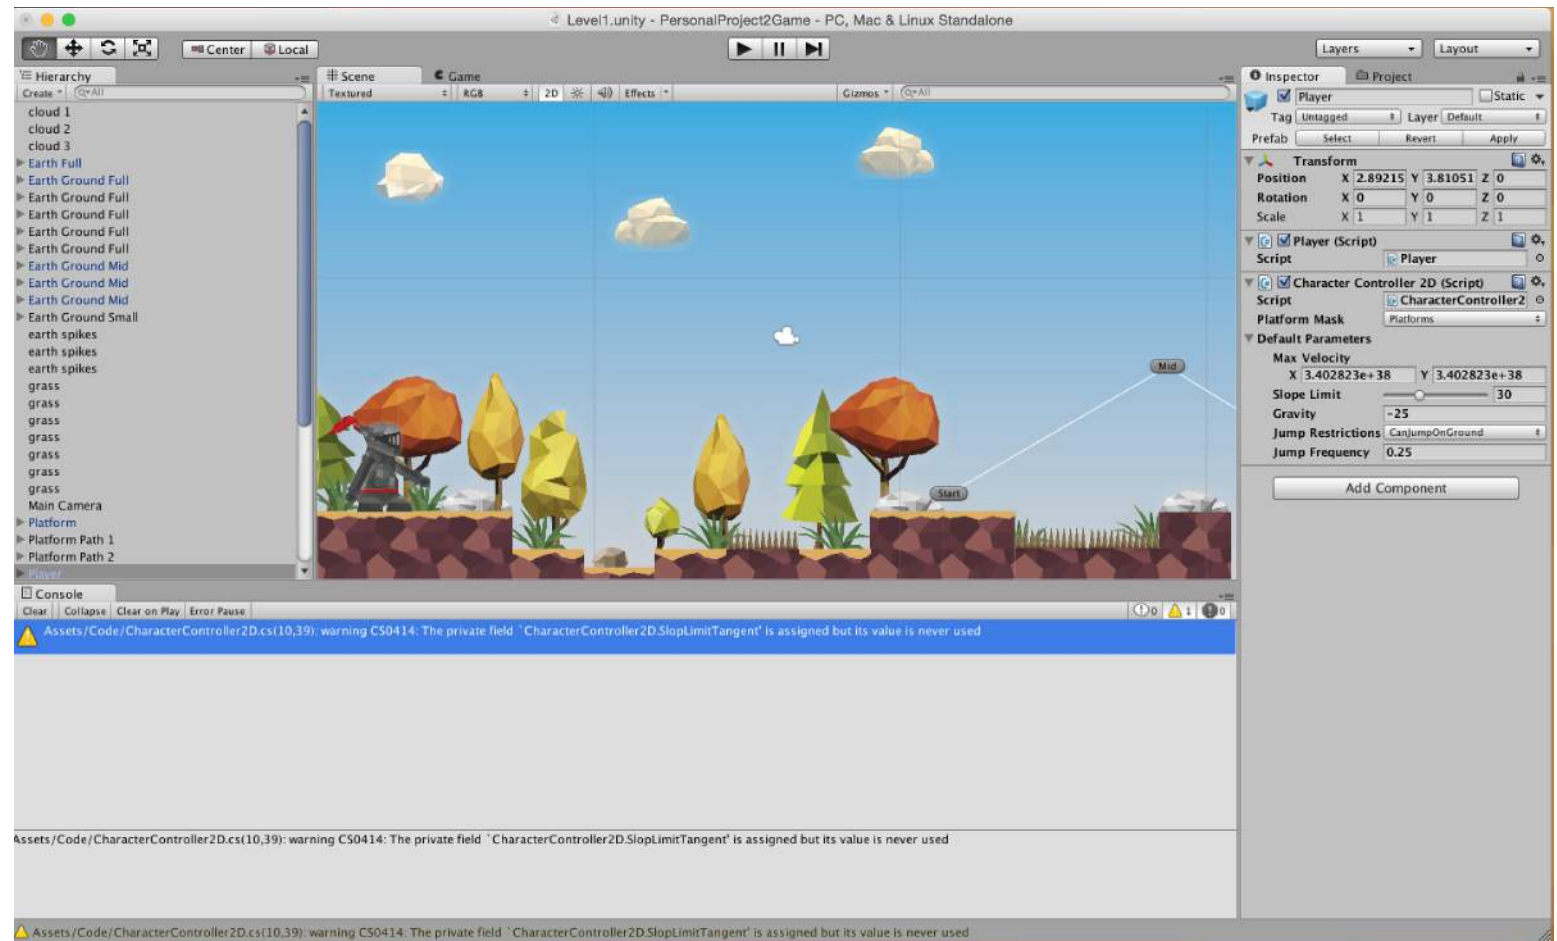 Level1.unity - PersonalProject2Game - PC, Mac & Linux Standalone
Center Local
Layers Layout
Hierarchy
Create All
cloud 1
cloud 2
cloud 3
Earth Full
Earth Ground Full
Earth Ground Full
Earth Ground Full
Earth Ground Full
Earth Ground Full
Earth Ground Mid
Earth Ground Mid
Earth Ground Mid
Earth Ground Small
earth spikes
earth spikes
earth spikes
grass
grass
grass
grass
grass
grass
grass
Main Camera
Platform
Platform Path 1
Platform Path 2
Player
Scene Game
Textured RGB 2D Effects Gizmos All
Mid
Start
Inspector Project
Player Static
Tag Untagged Layer Default
Prefab Select Revert Apply
Transform
Position X 2.89215 Y 3.81051 Z 0
Rotation X 0 Y 0 Z 0
Scale X 1 Y 1 Z 1
Player (Script)
Script Player
Character Controller 2D (Script)
Script CharacterController2
Platform Mask Platforms
Default Parameters
Max Velocity
X 3.402823e+38 Y 3.402823e+38
Slope Limit 30
Gravity -25
Jump Restrictions CanJumpOnGround
Jump Frequency 0.25
Add Component
Console
Clear Collapse Clear on Play Error Pause 0 1 0
Assets/Code/CharacterController2D.cs(10,39): warning CS0414: The private field `CharacterController2D.SlopLimitTangent' is assigned but its value is never used
Assets/Code/CharacterController2D.cs(10,39): warning CS0414: The private field `CharacterController2D.SlopLimitTangent' is assigned but its value is never used
Assets/Code/CharacterController2D.cs(10,39): warning CS0414: The private field `CharacterController2D.SlopLimitTangent' is assigned but its value is never used